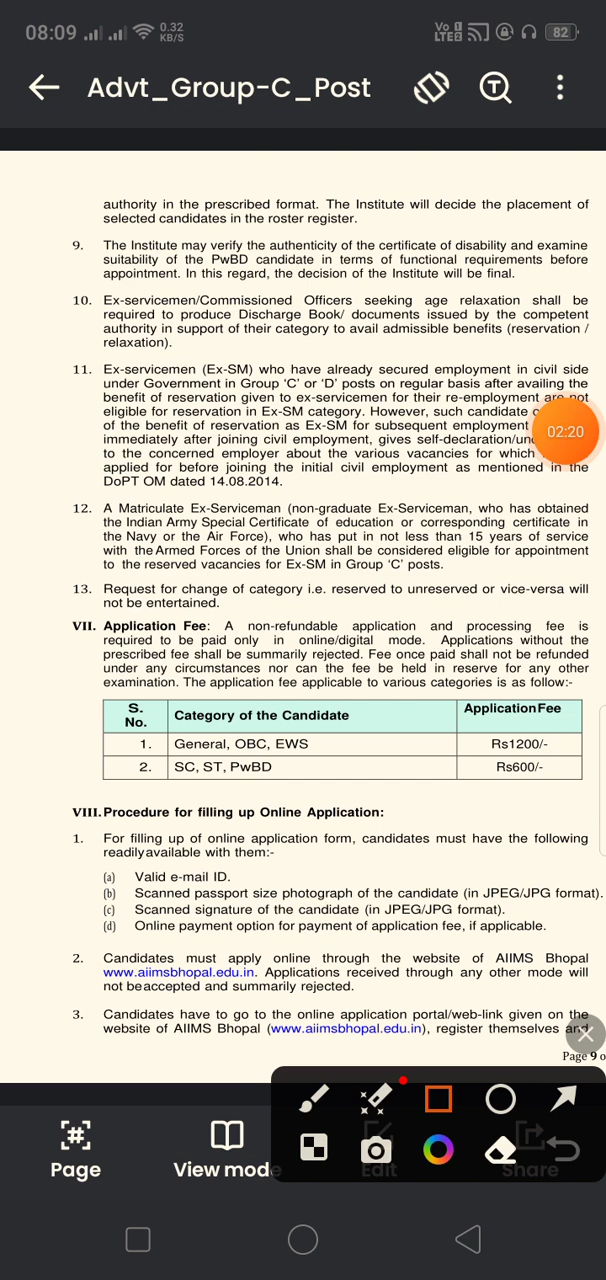 08:09 0.32 KB/S Vo 1 LTE 2 82
Advt_Group-C_Post
authority in the prescribed format. The Institute will decide the placement of
selected candidates in the roster register.
9. The Institute may verify the authenticity of the certificate of disability and examine
suitability of the PwBD candidate in terms of functional requirements before
appointment. In this regard, the decision of the Institute will be final.
10. Ex-servicemen/Commissioned Officers seeking age relaxation shall be
required to produce Discharge Book/ documents issued by the competent
authority in support of their category to avail admissible benefits (reservation /
relaxation).
11. Ex-servicemen (Ex-SM) who have already secured employment in civil side
under Government in Group ‘C’ or ‘D’ posts on regular basis after availing the
benefit of reservation given to ex-servicemen for their re-employment are not
eligible for reservation in Ex-SM category. However, such candidate
of the benefit of reservation as Ex-SM for subsequent employment
immediately after joining civil employment, gives self-declaration/un
to the concerned employer about the various vacancies for which
applied for before joining the initial civil employment as mentioned in the
DoPT OM dated 14.08.2014.
02:20
12. A Matriculate Ex-Serviceman (non-graduate Ex-Serviceman, who has obtained
the Indian Army Special Certificate of education or corresponding certificate in
the Navy or the Air Force), who has put in not less than 15 years of service
with the Armed Forces of the Union shall be considered eligible for appointment
to the reserved vacancies for Ex-SM in Group ‘C’ posts.
13. Request for change of category i.e. reserved to unreserved or vice-versa will
not be entertained.
VII. Application Fee: A non-refundable application and processing fee is
required to be paid only in online/digital mode. Applications without the
prescribed fee shall be summarily rejected. Fee once paid shall not be refunded
under any circumstances nor can the fee be held in reserve for any other
examination. The application fee applicable to various categories is as follow:-
S. No. Category of the Candidate Application Fee
1. General, OBC, EWS Rs1200/-
2. SC, ST, PwBD Rs600/-
VIII. Procedure for filling up Online Application:
1. For filling up of online application form, candidates must have the following
readily available with them:-
(a) Valid e-mail ID.
(b) Scanned passport size photograph of the candidate (in JPEG/JPG format).
(c) Scanned signature of the candidate (in JPEG/JPG format).
(d) Online payment option for payment of application fee, if applicable.
2. Candidates must apply online through the website of AIIMS Bhopal
www.aiimsbhopal.edu.in. Applications received through any other mode will
not be accepted and summarily rejected.
3. Candidates have to go to the online application portal/web-link given on the
website of AIIMS Bhopal (www.aiimsbhopal.edu.in), register themselves and
Page 9 o
Page View mode Edit Share